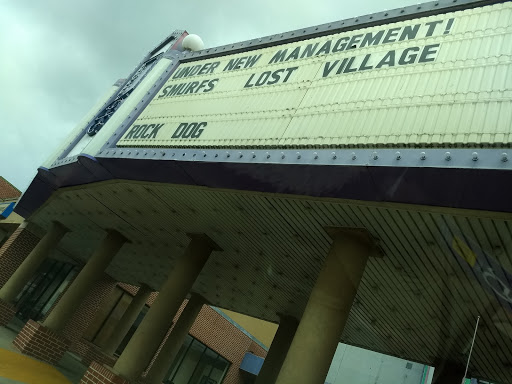 UNDER NEW MANAGEMENT!
SMURFS LOST VILLAGE
ROCK DOG